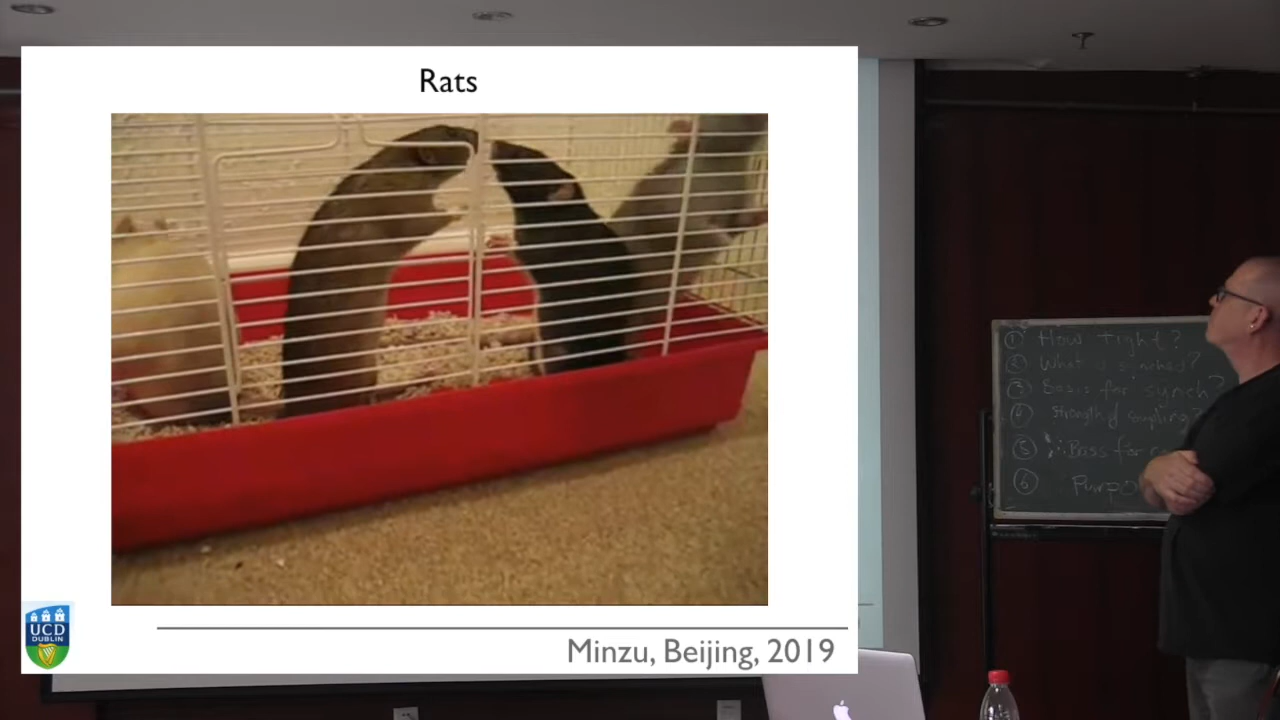 Rats
UCD
DUBLIN
Minzu, Beijing, 2019
1 How tight?
2 What is synched?
3 Basis for synch?
4 Strength of coupling?
5 ∴ Bass for
6 Purpo